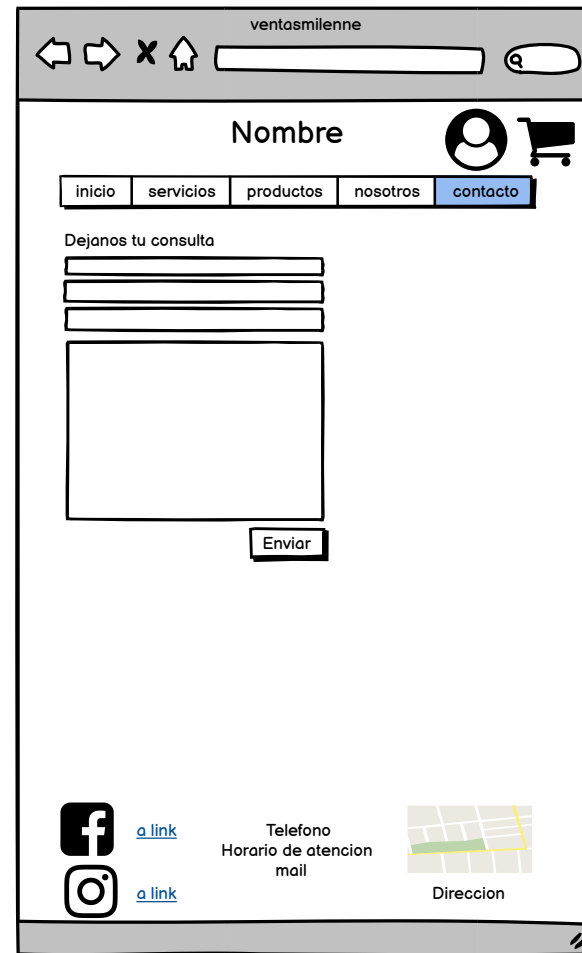 ventasmilenne
Nombre
inicio servicios productos nosotros contacto
Dejanos tu consulta
Enviar
a link
Telefono
Horario de atencion
mail
a link
Direccion